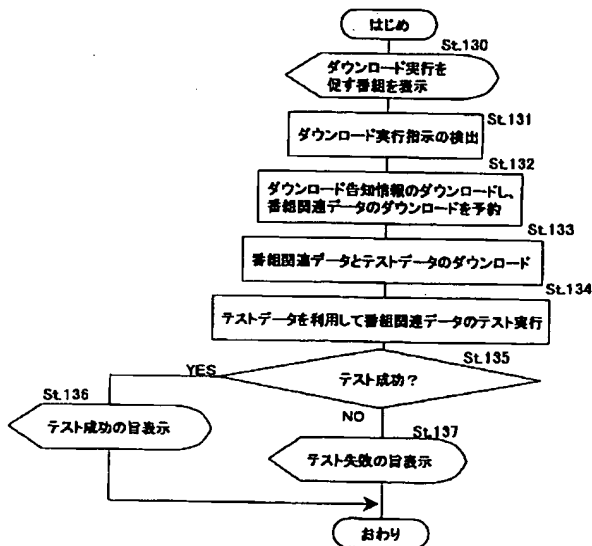 はじめ
St.130
ダウンロード実行を
促す番組を表示
St.131
ダウンロード実行指示の検出
St.132
ダウンロード告知情報のダウンロードし、
番組関連データのダウンロードを予約
St.133
番組関連データとテストデータのダウンロード
St.134
テストデータを利用して番組関連データのテスト実行
St.135
テスト成功?
YES
NO
St.136
テスト成功の旨表示
St.137
テスト失敗の旨表示
おわり